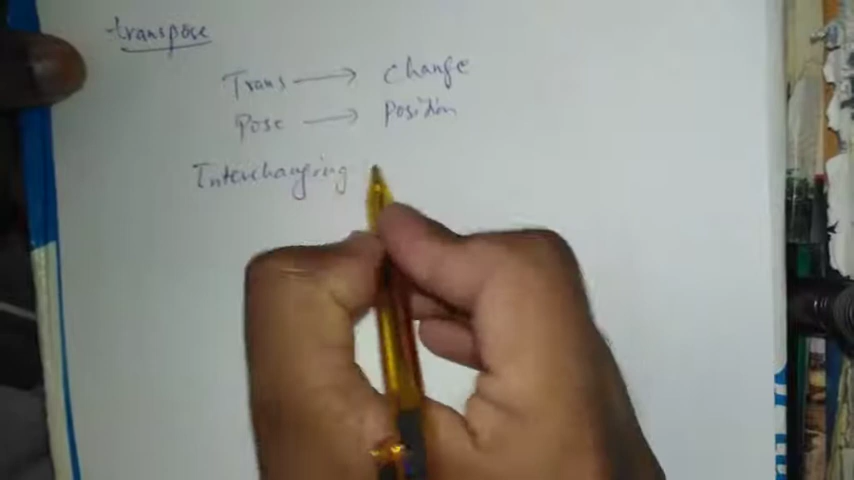 transpose
Trans → change
Pose → Position
Interchanging